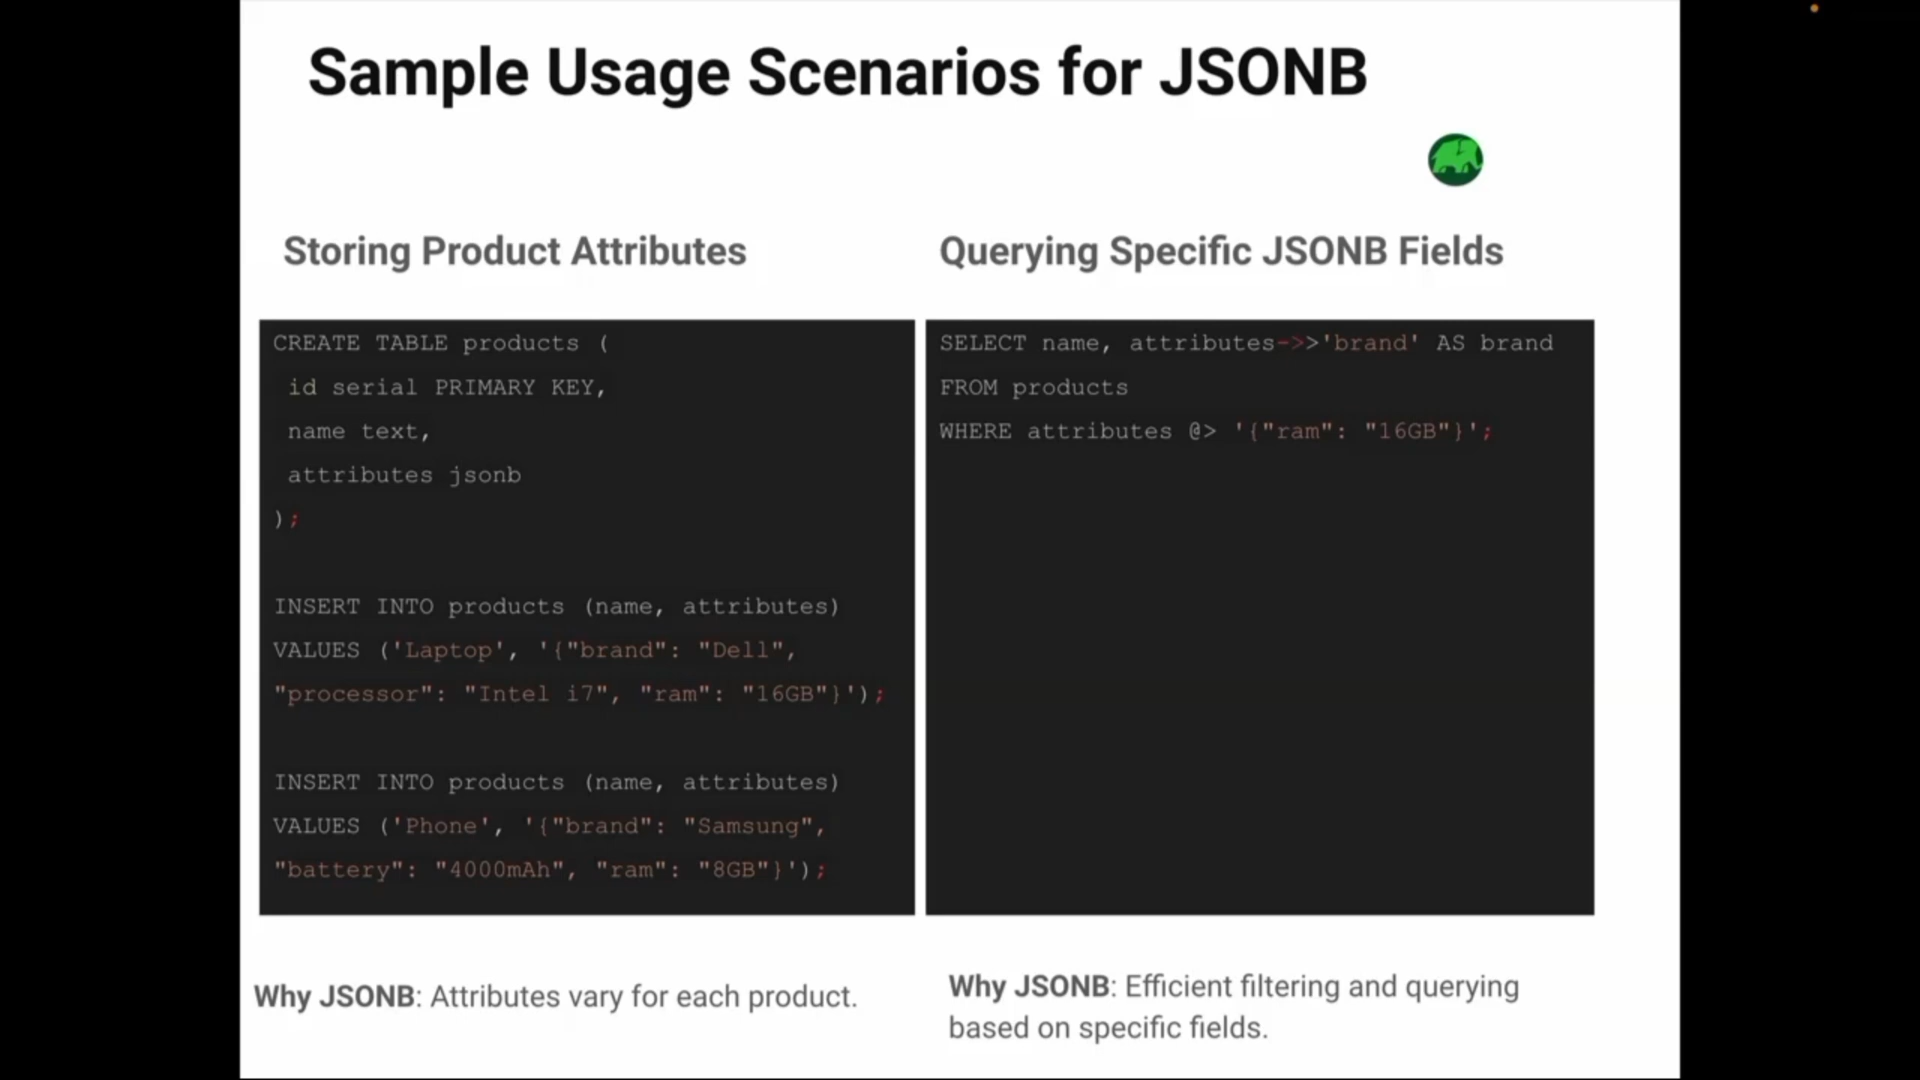 Sample Usage Scenarios for JSONB
Storing Product Attributes
CREATE TABLE products (
id serial PRIMARY KEY,
name text,
attributes jsonb
);
INSERT INTO products (name, attributes)
VALUES ('Laptop', '{"brand": "Dell",
"processor": "Intel i7", "ram": "16GB"}');
INSERT INTO products (name, attributes)
VALUES ('Phone', '{"brand": "Samsung",
"battery": "4000mAh", "ram": "8GB"}');
Why JSONB: Attributes vary for each product.
Querying Specific JSONB Fields
SELECT name, attributes->>'brand' AS brand
FROM products
WHERE attributes @> '{"ram": "16GB"}';
Why JSONB: Efficient filtering and querying
based on specific fields.